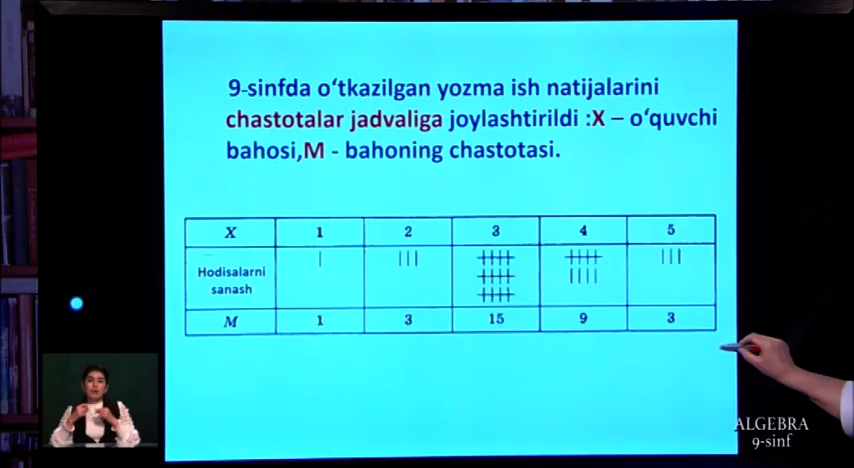 9-sinfda o‘tkazilgan yozma ish natijalarini
chastotalar jadvaliga joylashtirildi :X – o‘quvchi
bahosi,M - bahoning chastotasi.
X 1 2 3 4 5
Hodisalarni
sanash
M 1 3 15 9 3
ALGEBRA
9-sinf